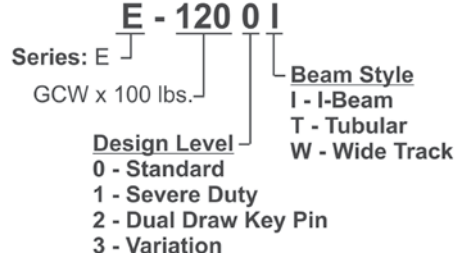 E - 120 0 I
Series: E
GCW x 100 lbs.
Beam Style
I - I-Beam
T - Tubular
W - Wide Track
Design Level
0 - Standard
1 - Severe Duty
2 - Dual Draw Key Pin
3 - Variation